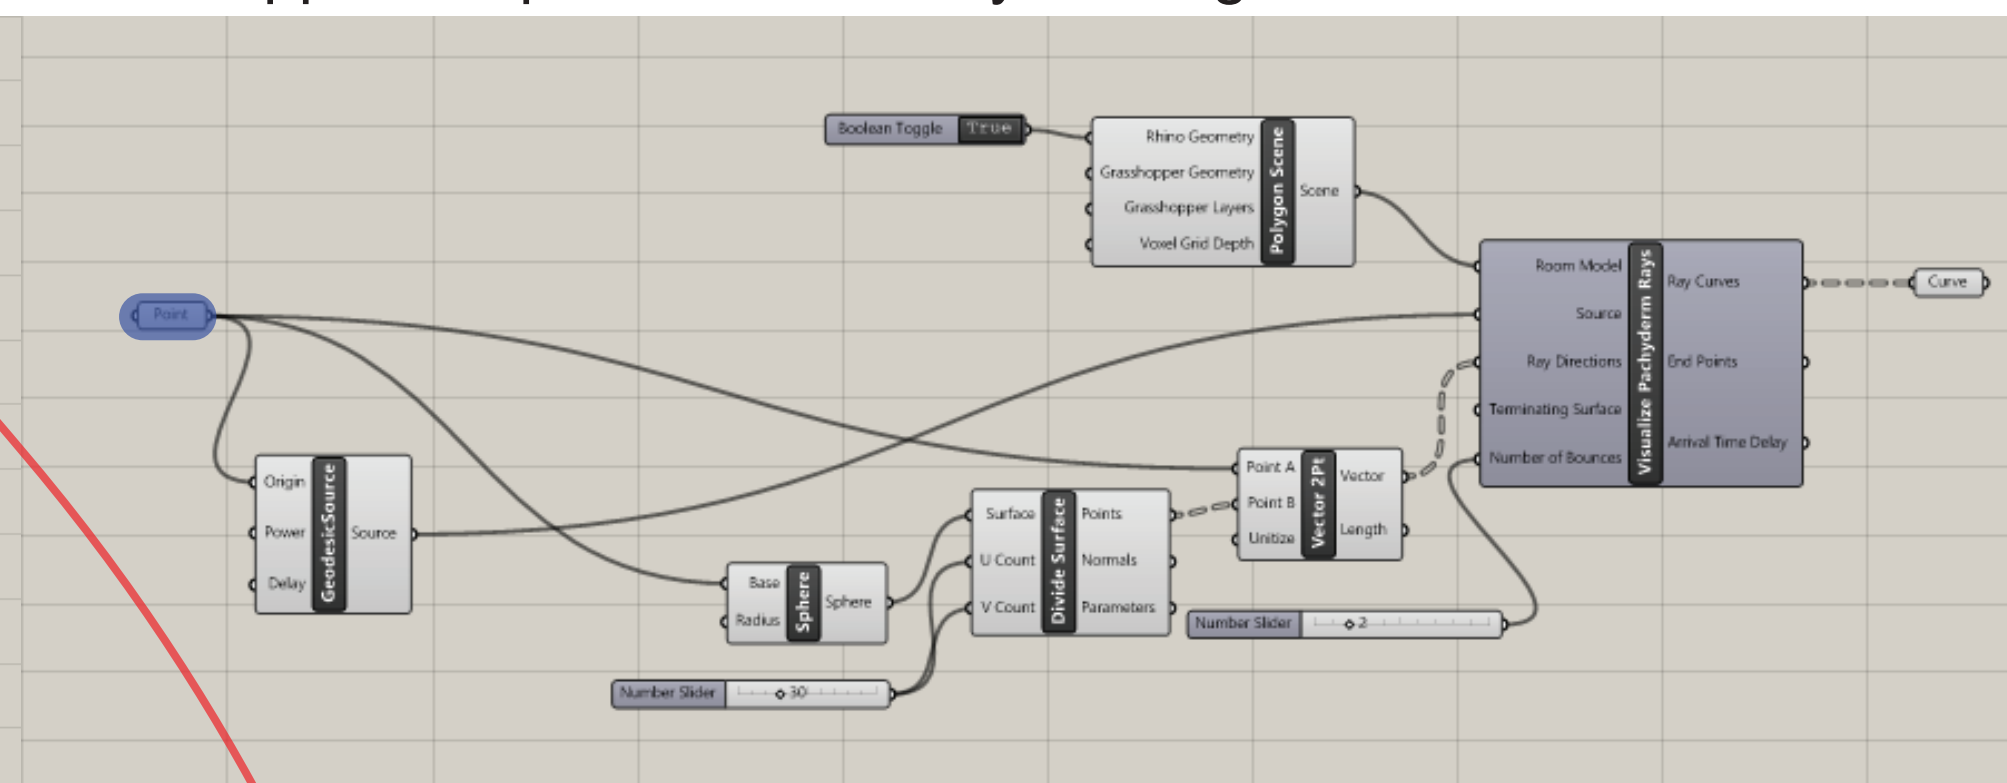 Boolean Toggle True
Rhino Geometry
Grasshopper Geometry
Grasshopper Layers
Voxel Grid Depth
Polygon Scene
Scene
Point
Room Model
Source
Ray Directions
Terminating Surface
Number of Bounces
Visualize Pachyderm Rays
Ray Curves
End Points
Arrival Time Delay
Curve
Origin
Power
Delay
GeodesicSource
Source
Point A
Point B
Unitize
Vector 2Pt
Vector
Length
Surface
U Count
V Count
Divide Surface
Points
Normals
Parameters
Base
Radius
Sphere
Sphere
Number Slider 2
Number Slider 30